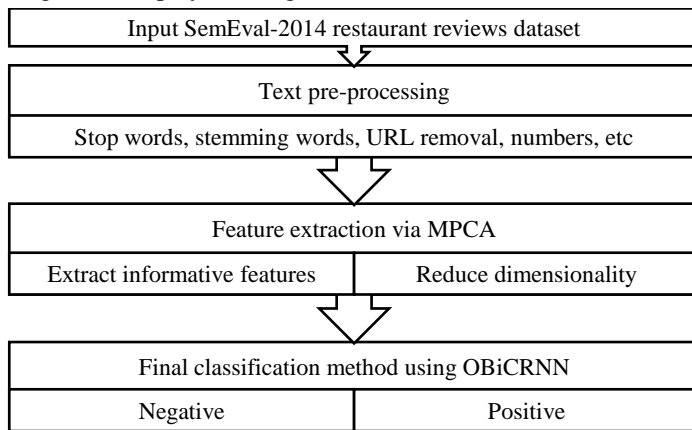 Input SemEval-2014 restaurant reviews dataset
Text pre-processing
Stop words, stemming words, URL removal, numbers, etc
Feature extraction via MPCA
Extract informative features
Reduce dimensionality
Final classification method using OBiCRNN
Negative
Positive